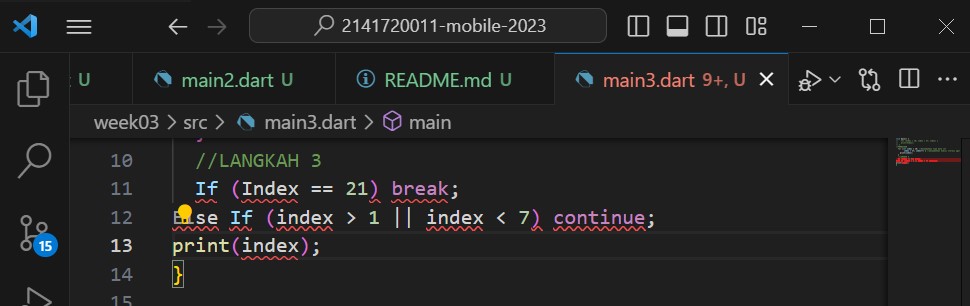 2141720011-mobile-2023
U
main2.dart U
README.md U
main3.dart 9+, U
week03 > src > main3.dart > main
10 //LANGKAH 3
11 If (Index == 21) break;
12 Else If (index > 1 || index < 7) continue;
13 print(index);
14 }
15
15